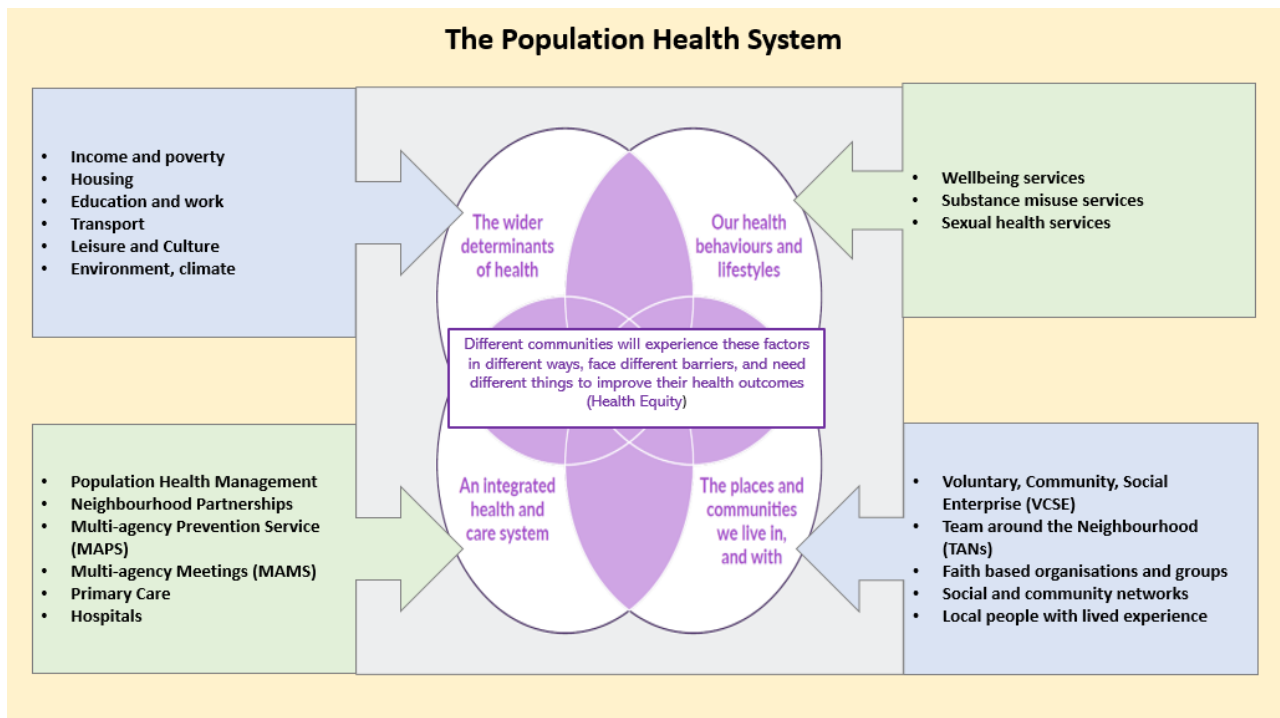 The Population Health System
• Income and poverty
• Housing
• Education and work
• Transport
• Leisure and Culture
• Environment, climate
The wider
determinants
of health
Our health
behaviours and
lifestyles
• Wellbeing services
• Substance misuse services
• Sexual health services
Different communities will experience these factors
in different ways, face different barriers, and need
different things to improve their health outcomes
(Health Equity)
• Population Health Management
• Neighbourhood Partnerships
• Multi-agency Prevention Service
(MAPS)
• Multi-agency Meetings (MAMS)
• Primary Care
• Hospitals
An integrated
health and
care system
The places and
communities
we live in,
and with
• Voluntary, Community, Social
Enterprise (VCSE)
• Team around the Neighbourhood
(TANs)
• Faith based organisations and groups
• Social and community networks
• Local people with lived experience